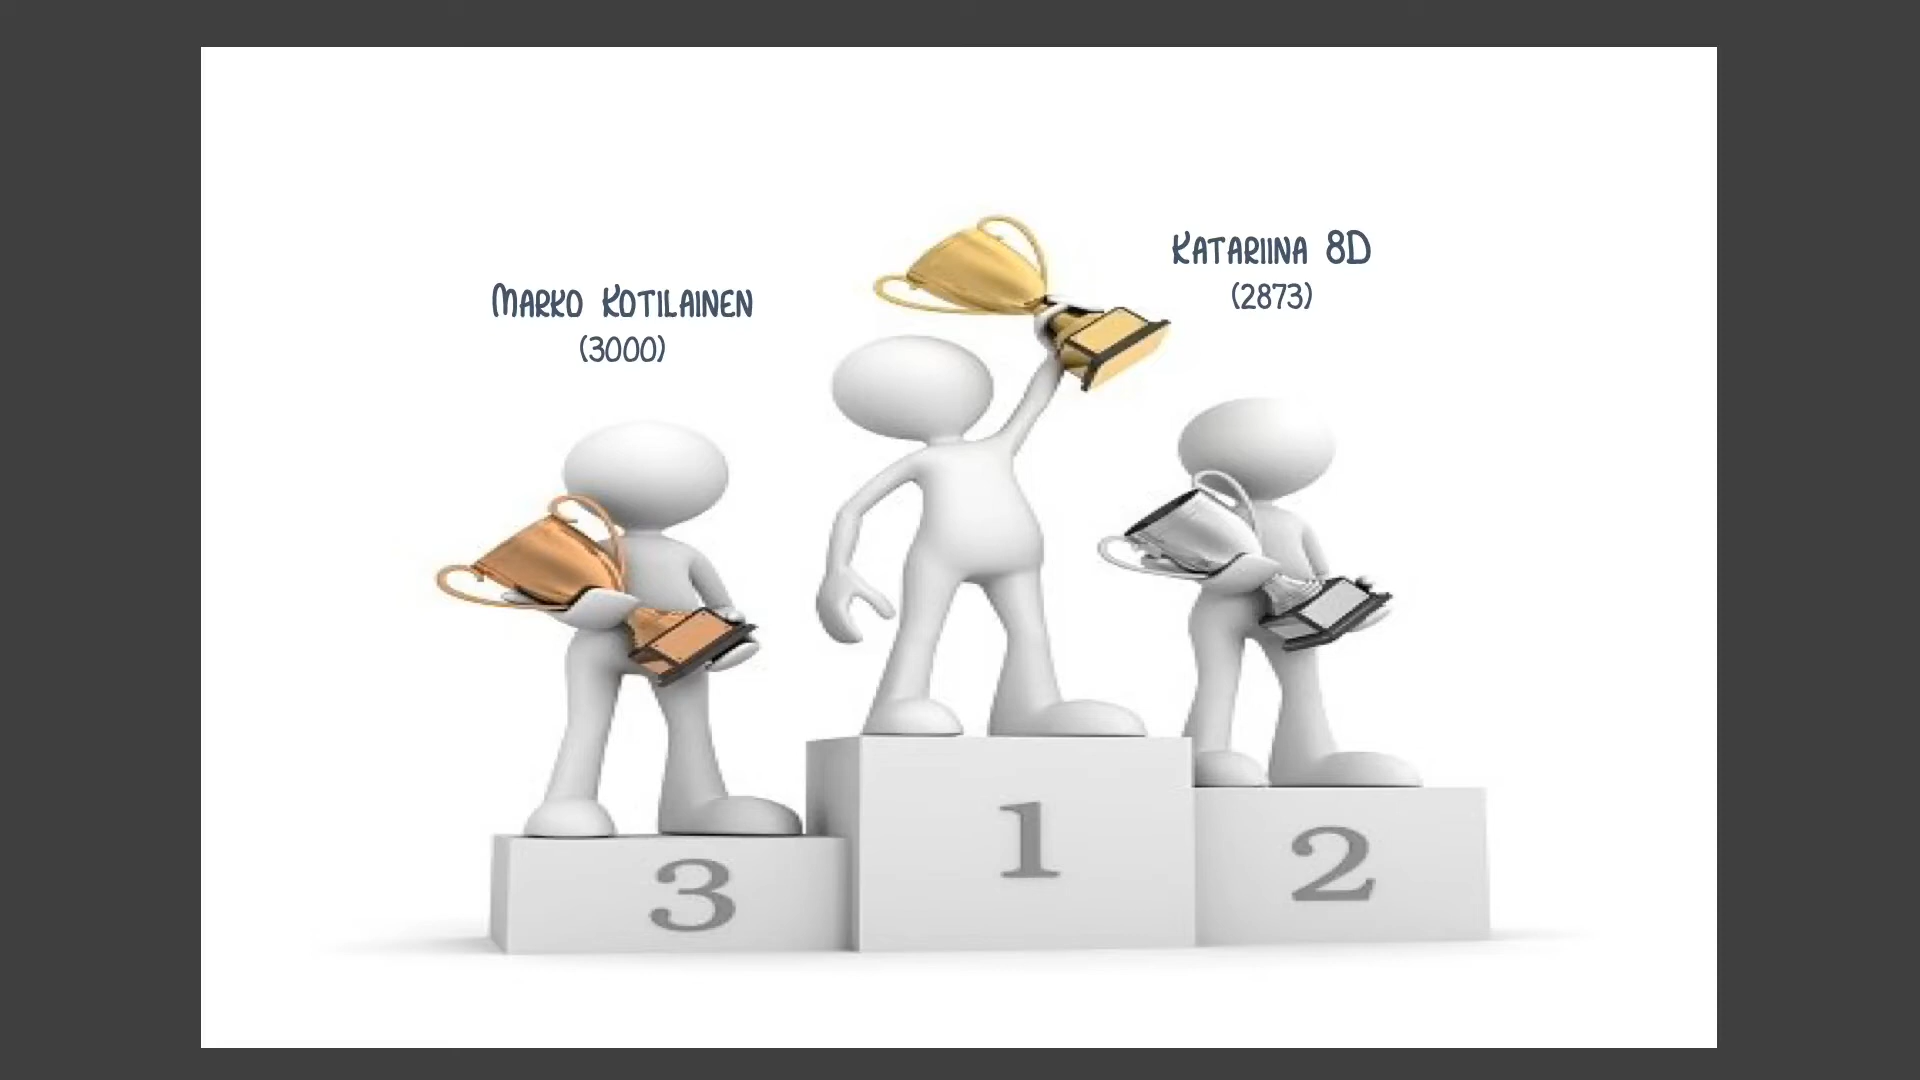 Katariina 8D
(2873)
Marko Kotilainen
(3000)
1
2
3